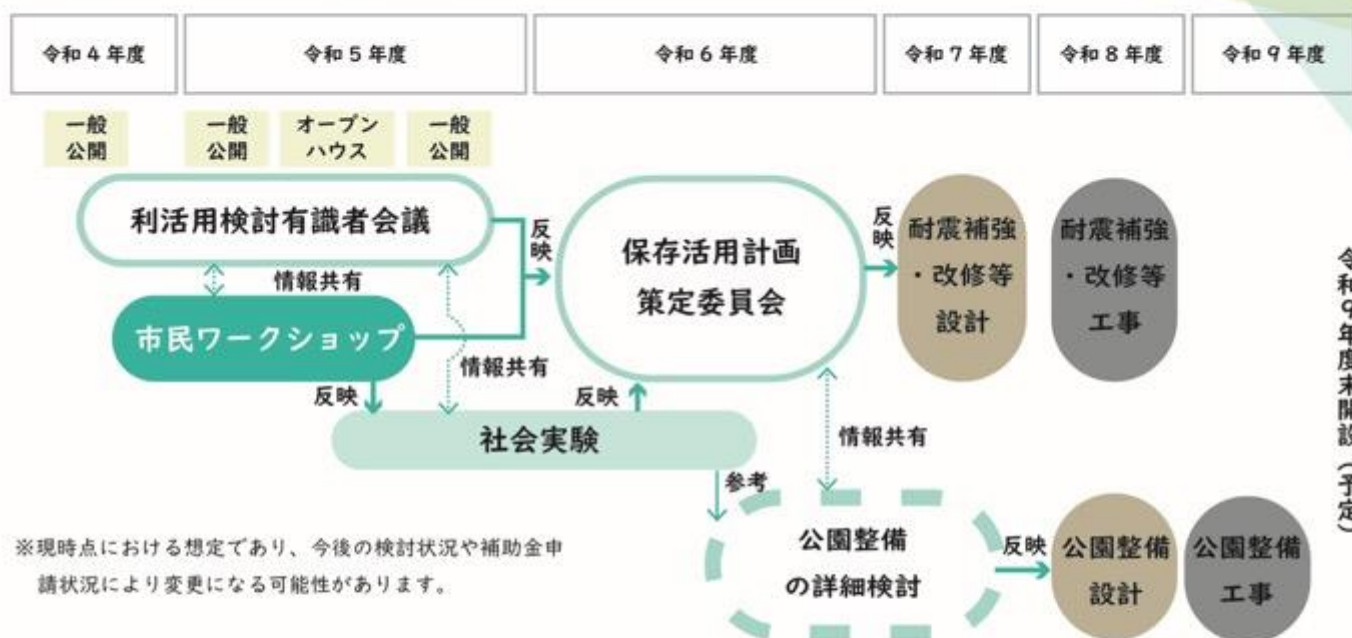 令和4年度
令和5年度
令和6年度
令和7年度
令和8年度
令和9年度
一般
公開
一般
公開
オープン
ハウス
一般
公開
利活用検討有識者会議
反映
保存活用計画
策定委員会
反映
耐震補強
・改修等
設計
耐震補強
・改修等
工事
情報共有
市民ワークショップ
情報共有
反映
反映
社会実験
情報共有
参考
令和9年度末開設(予定)
公園整備
の詳細検討
反映
公園整備
設計
公園整備
工事
※現時点における想定であり、今後の検討状況や補助金申
請状況により変更になる可能性があります。